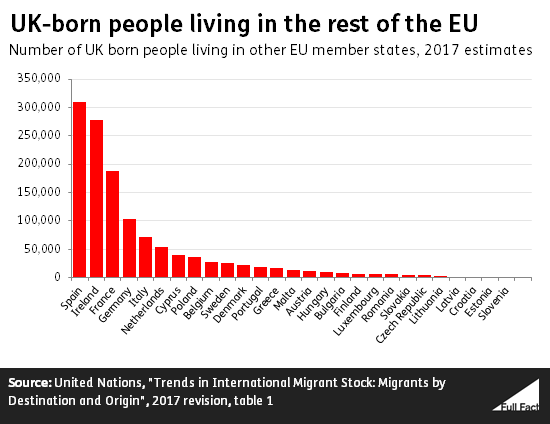 UK-born people living in the rest of the EU
Number of UK born people living in other EU member states, 2017 estimates
350,000
300,000
250,000
200,000
150,000
100,000
50,000
0
Spain
Ireland
France
Germany
Italy
Netherlands
Cyprus
Poland
Belgium
Sweden
Denmark
Portugal
Greece
Malta
Austria
Hungary
Bulgaria
Finland
Luxembourg
Romania
Slovakia
Czech Republic
Lithuania
Latvia
Croatia
Estonia
Slovenia
Source: United Nations, "Trends in International Migrant Stock: Migrants by
Destination and Origin", 2017 revision, table 1
Full Fact